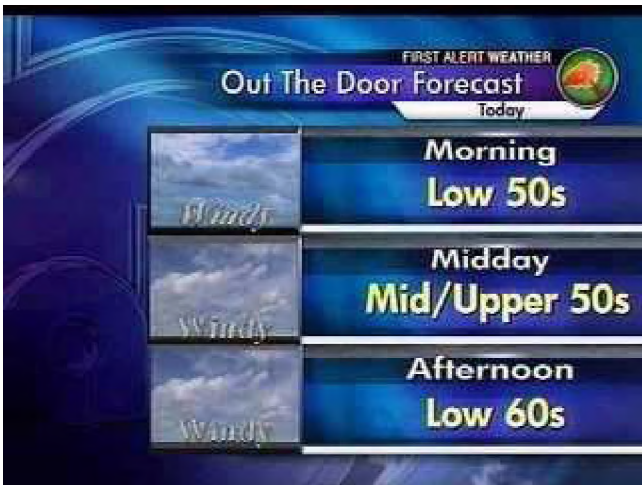 FIRST ALERT WEATHER
Out The Door Forecast
Today
Morning
Low 50s
Windy
Midday
Mid/Upper 50s
Windy
Afternoon
Low 60s
Windy